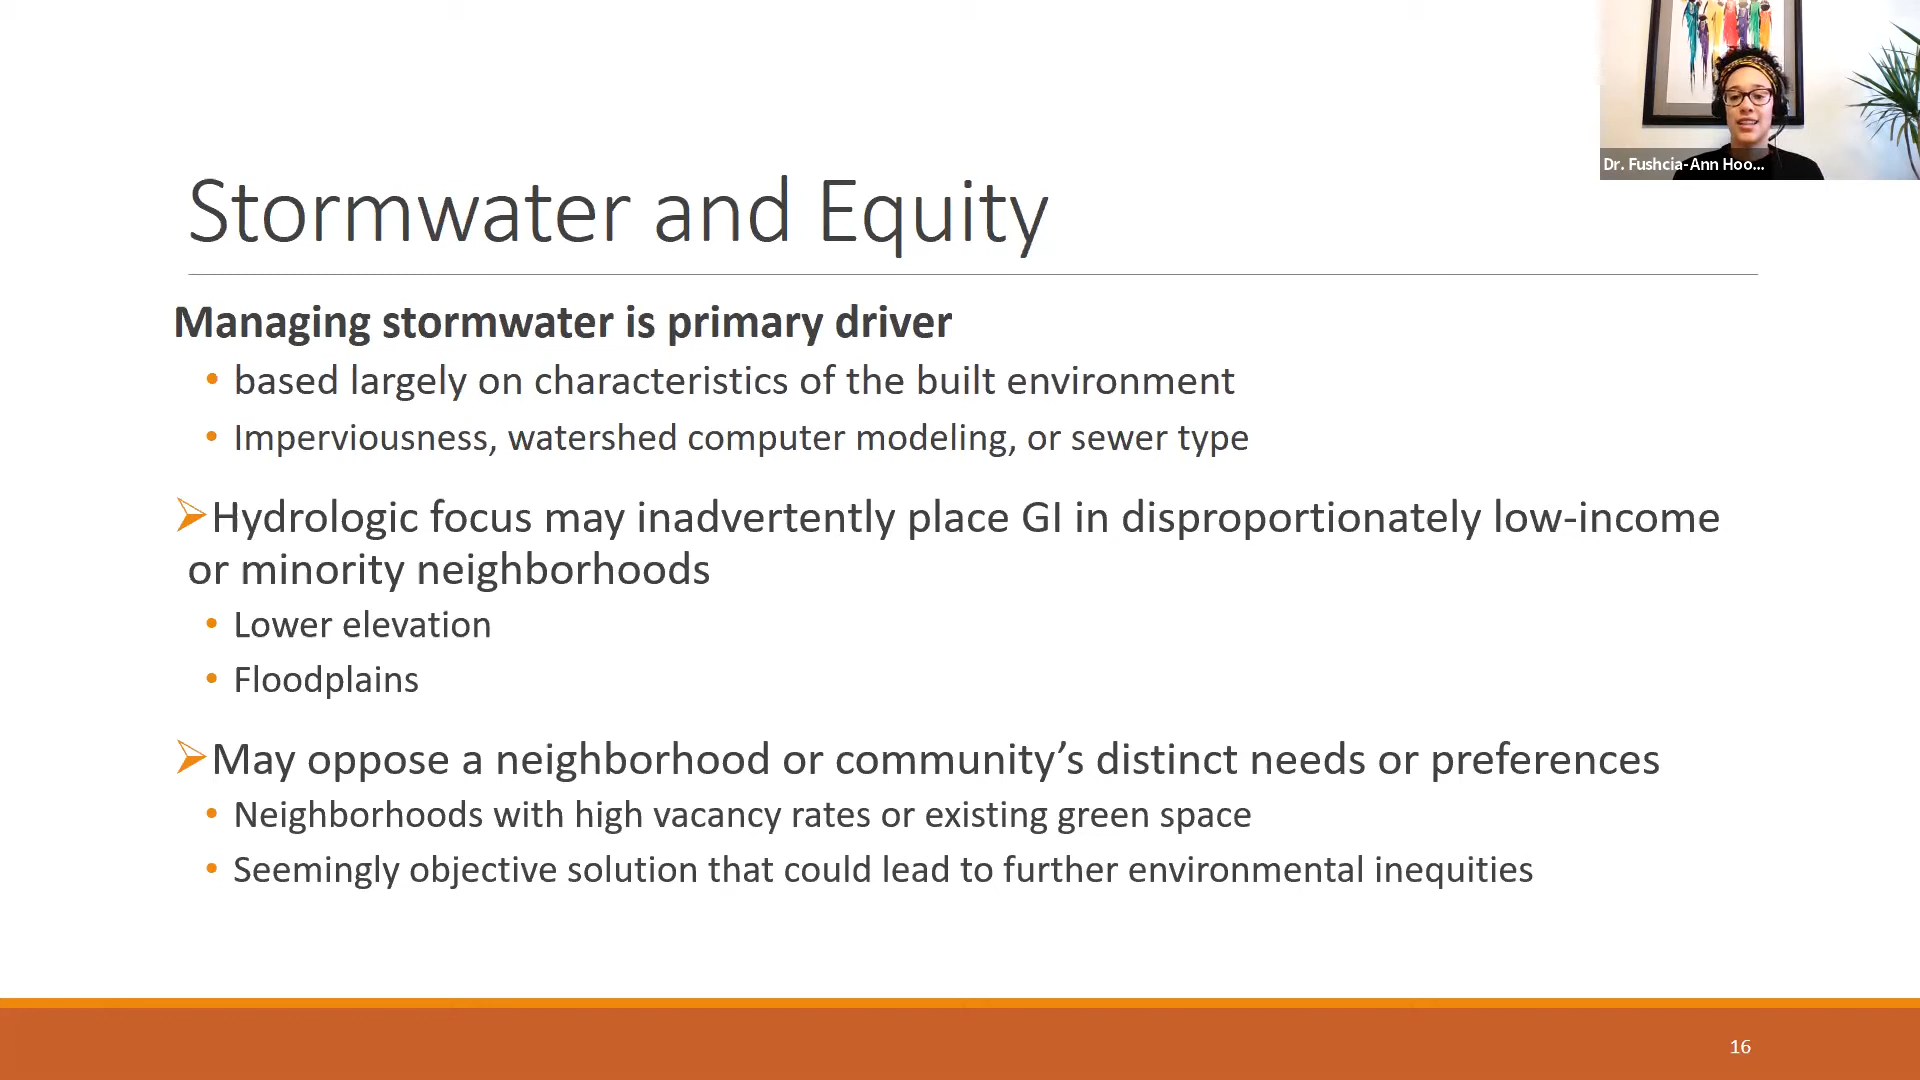 Dr. Fushcia-Ann Hoo...
Stormwater and Equity
Managing stormwater is primary driver
• based largely on characteristics of the built environment
• Imperviousness, watershed computer modeling, or sewer type
➢Hydrologic focus may inadvertently place GI in disproportionately low-income
or minority neighborhoods
• Lower elevation
• Floodplains
➢May oppose a neighborhood or community’s distinct needs or preferences
• Neighborhoods with high vacancy rates or existing green space
• Seemingly objective solution that could lead to further environmental inequities
16